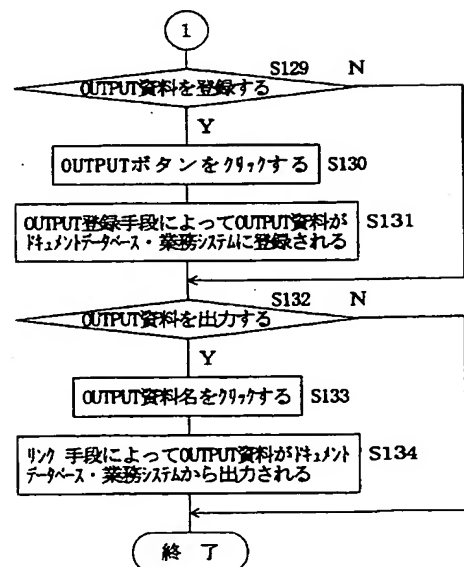 1
S129 N
OUTPUT資料を登録する
Y
OUTPUTボタンをクリックする S130
OUTPUT登録手段によってOUTPUT資料が
ドキュメントデータベース・業務システムに登録される
S131
S132 N
OUTPUT資料を出力する
Y
OUTPUT資料名をクリックする S133
リンク 手段によってOUTPUT資料がドキュメント
データベース・業務システムから出力される
S134
終 了